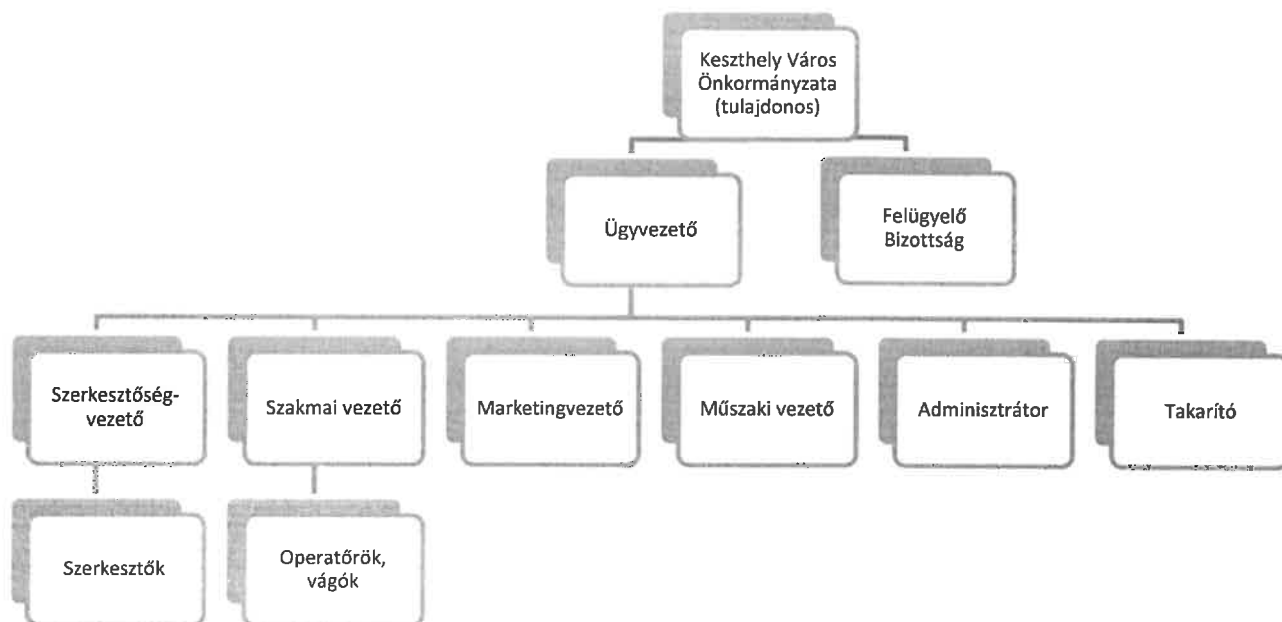 Keszthely Város
Önkormányzata
(tulajdonos)
Ügyvezető
Felügyelő
Bizottság
Szerkesztőség-
vezető
Szakmai vezető
Marketingvezető
Műszaki vezető
Adminisztrátor
Takarító
Szerkesztők
Operatőrök,
vágók